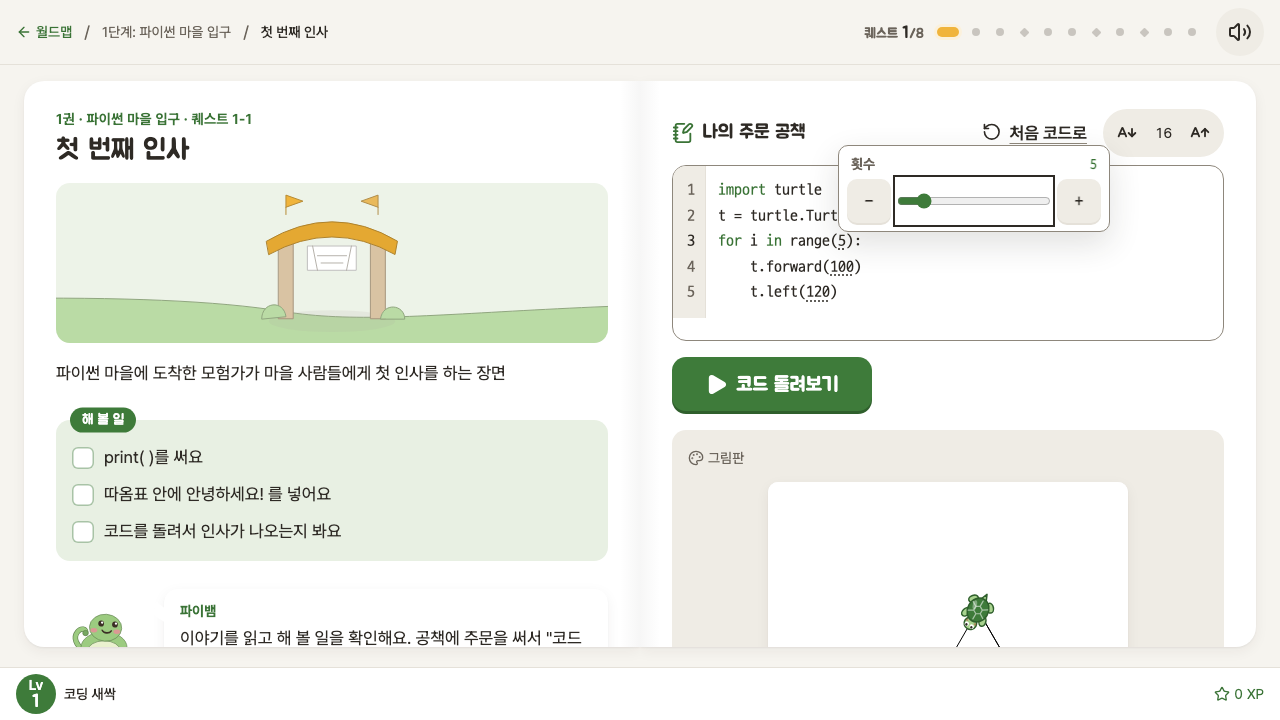 월드맵 / 1단계: 파이썬 마을 입구 / 첫 번째 인사
퀘스트 1/8
1권 · 파이썬 마을 입구 · 퀘스트 1-1
첫 번째 인사
파이썬 마을에 도착한 모험가가 마을 사람들에게 첫 인사를 하는 장면
해 볼 일
print( )를 써요
따옴표 안에 안녕하세요! 를 넣어요
코드를 돌려서 인사가 나오는지 봐요
파이뱀
이야기를 읽고 해 볼 일을 확인해요. 공책에 주문을 써서 "코드
나의 주문 공책
처음 코드로
A↓ 16 A↑
횟수 5
− +
1 import turtle
2 t = turtle.Turt
3 for i in range(5):
4 t.forward(100)
5 t.left(120)
코드 돌려보기
그림판
Lv
1
코딩 새싹
0 XP